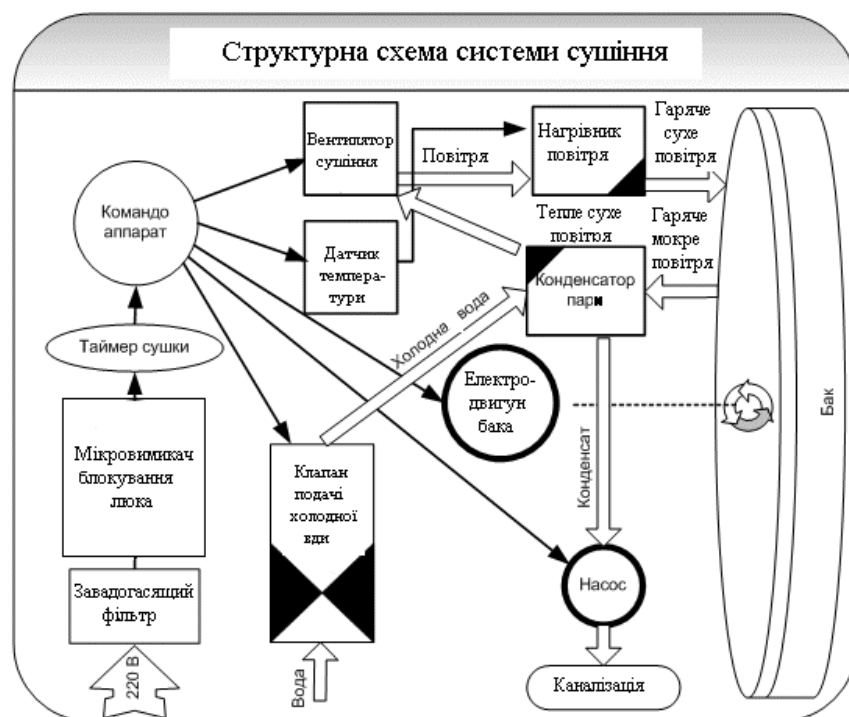 Структурна схема системи сушіння
Вентилятор
сушіння
Повітря
Нагрівник
повітря
Гаряче
сухе
повітря
Командо
аппарат
Датчик
темпера-
тури
Тепле сухе
повітря
Гаряче
мокре
повітря
Конденсатор
пари
Холодна вода
Таймер сушки
Електро-
двигун
бака
Бак
Мікровимикач
блокування
люка
Клапан
подачі
холодної
вди
Конденсат
Завадогасящий
фільтр
Насос
220 В
Вода
Каналізація